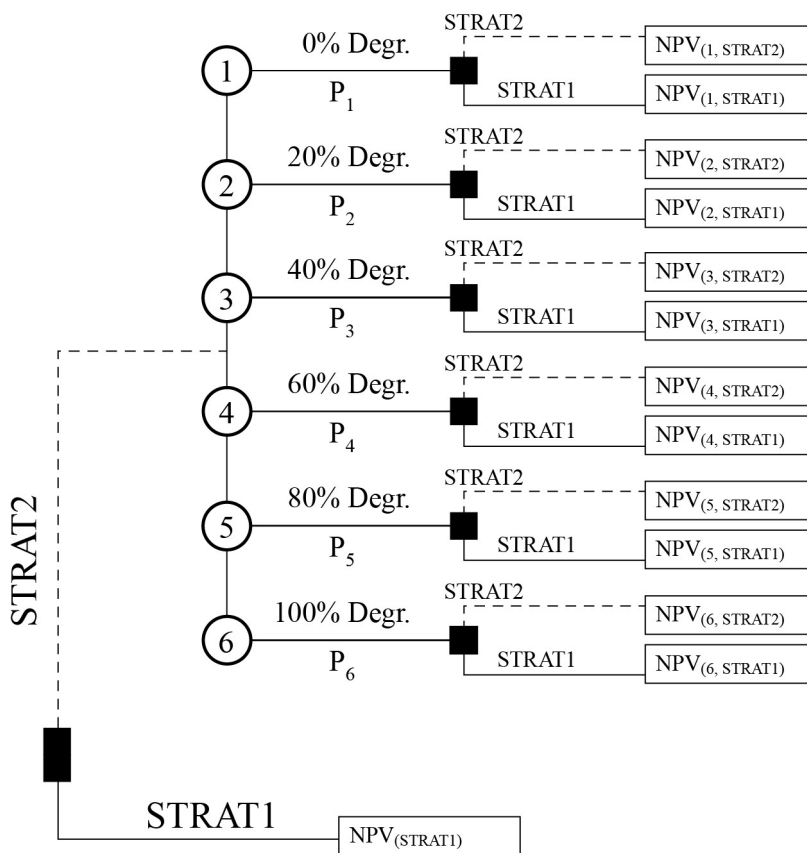 STRAT2
0% Degr.
NPV(1, STRAT2)
1
STRAT1
NPV(1, STRAT1)
P1
STRAT2
20% Degr.
NPV(2, STRAT2)
2
STRAT1
NPV(2, STRAT1)
P2
STRAT2
40% Degr.
NPV(3, STRAT2)
3
STRAT1
NPV(3, STRAT1)
P3
STRAT2
60% Degr.
NPV(4, STRAT2)
4
STRAT1
NPV(4, STRAT1)
P4
STRAT2
80% Degr.
NPV(5, STRAT2)
5
STRAT1
NPV(5, STRAT1)
P5
STRAT2
100% Degr.
NPV(6, STRAT2)
6
STRAT1
NPV(6, STRAT1)
P6
STRAT2
STRAT1
NPV(STRAT1)